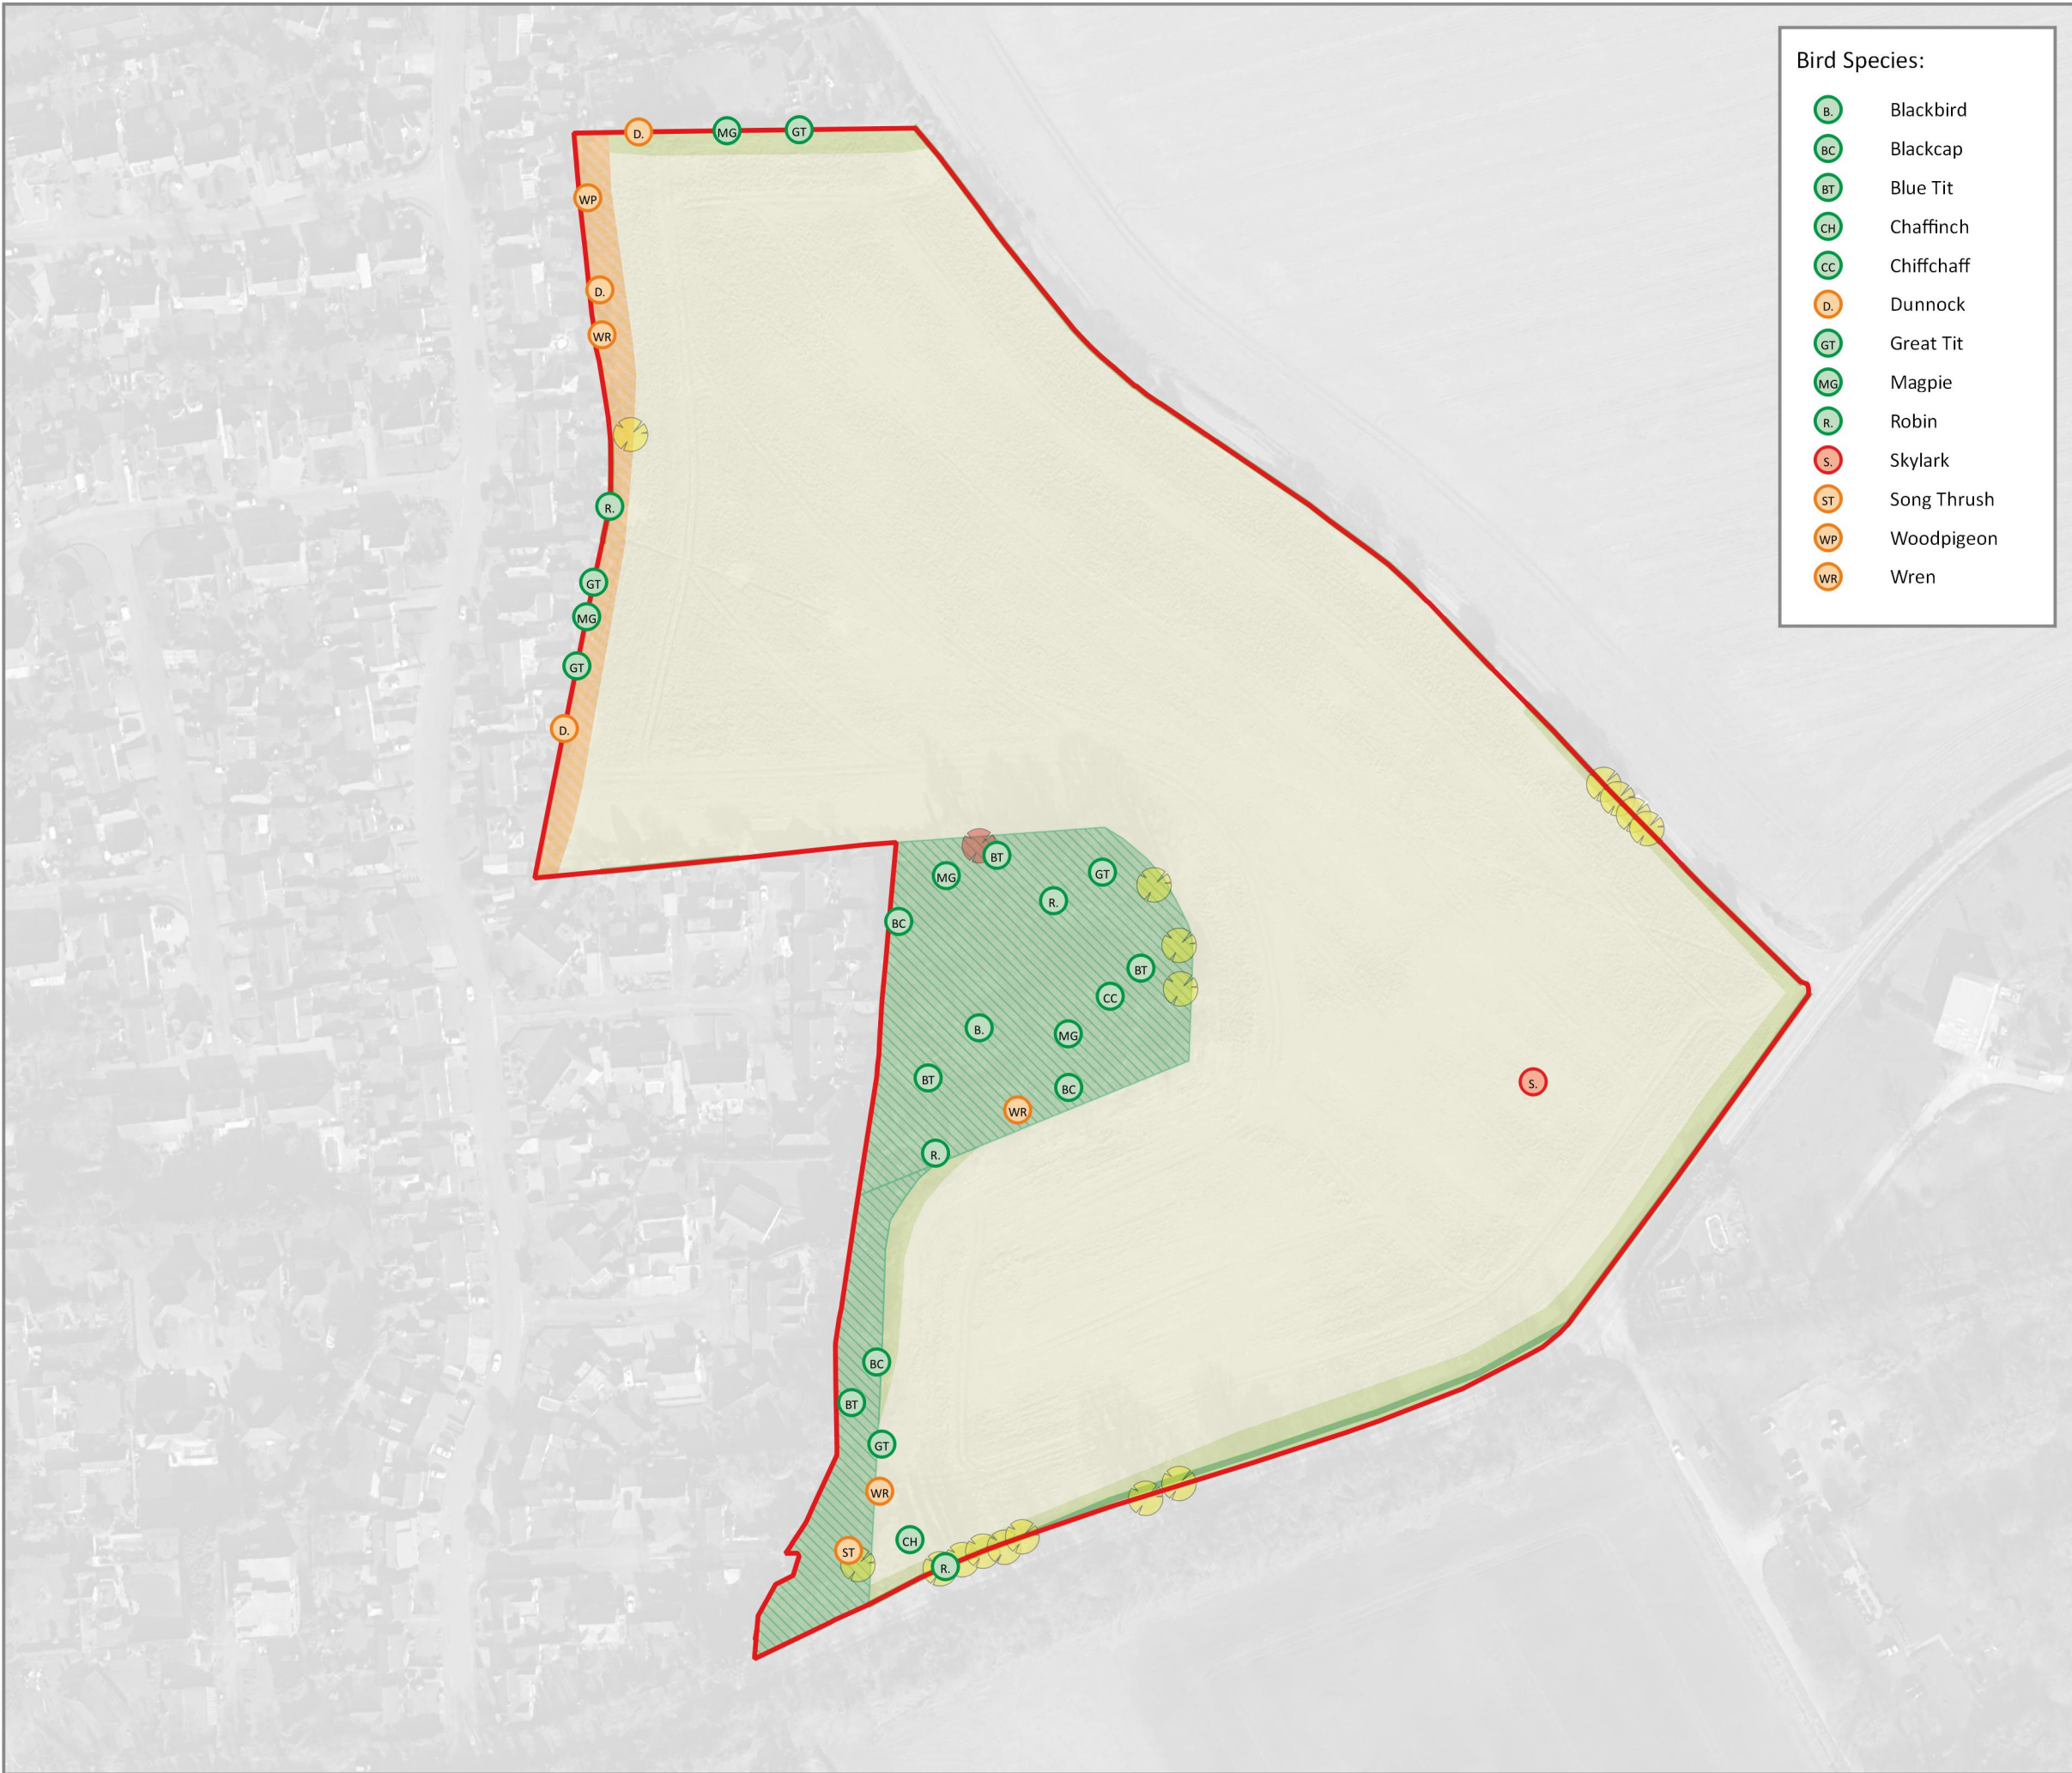 Bird Species:
B. Blackbird
BC Blackcap
BT Blue Tit
CH Chaffinch
CC Chiffchaff
D. Dunnock
GT Great Tit
MG Magpie
R. Robin
S. Skylark
ST Song Thrush
WP Woodpigeon
WR Wren
D. MG GT
WP
D.
WR
R.
GT
MG
GT
D.
BT
MG GT
R.
BC
BT
CC
B. MG
BT BC
S.
WR
R.
BC
BT
GT
WR
CH
ST
R.